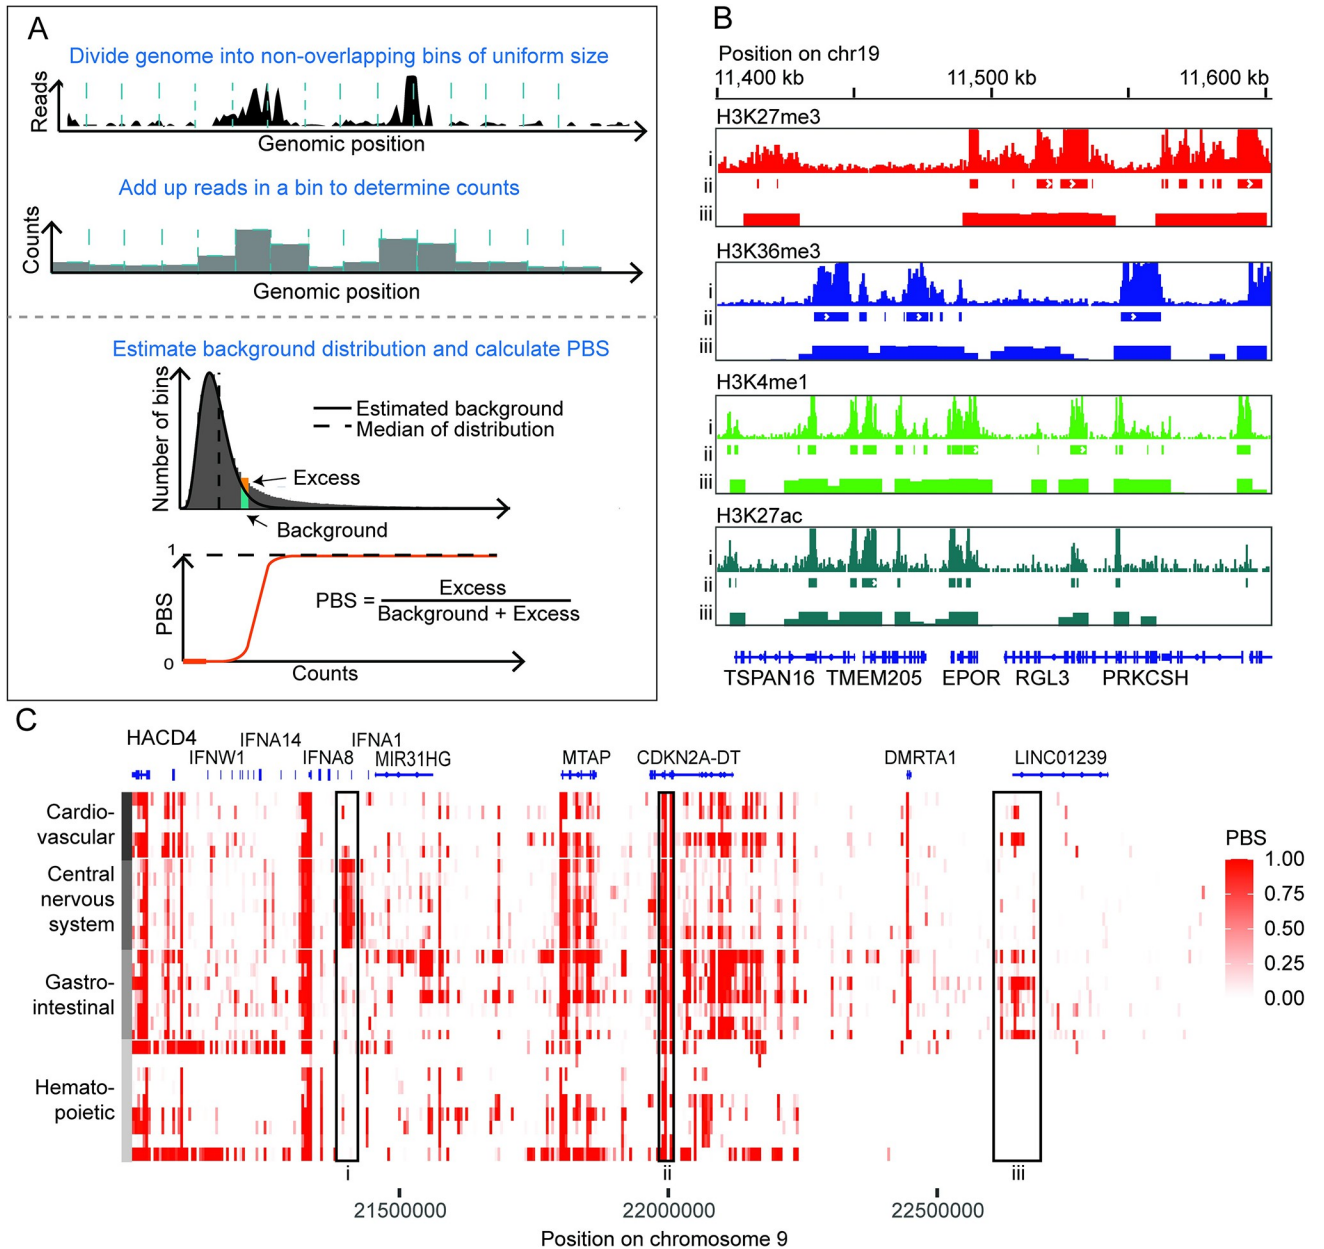 A
Divide genome into non-overlapping bins of uniform size
Reads
Genomic position
Add up reads in a bin to determine counts
Counts
Genomic position
Estimate background distribution and calculate PBS
Number of bins
Estimated background
Median of distribution
Excess
Background
1
PBS
0
PBS = Excess
Background + Excess
Counts
B
Position on chr19
11,400 kb 11,500 kb 11,600 kb
H3K27me3
i
ii
iii
H3K36me3
i
ii
iii
H3K4me1
i
ii
iii
H3K27ac
i
ii
iii
TSPAN16 TMEM205 EPOR RGL3 PRKCSH
C
HACD4 IFNW1 IFNA14 IFNA8 IFNA1 MIR31HG MTAP CDKN2A-DT DMRTA1 LINC01239
Cardio-
vascular
Central
nervous
system
Gastro-
intestinal
Hemato-
poietic
i ii iii
21500000 22000000 22500000
Position on chromosome 9
PBS
1.00
0.75
0.50
0.25
0.00